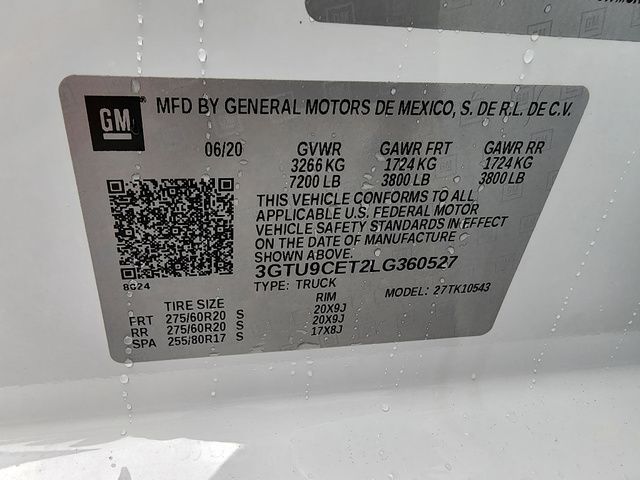 GM
MFD BY GENERAL MOTORS DE MEXICO, S. DE R.L. DE C.V.
06/20 GVWR GAWR FRT GAWR RR
3266 KG 1724 KG 1724 KG
7200 LB 3800 LB 3800 LB
THIS VEHICLE CONFORMS TO ALL
APPLICABLE U.S. FEDERAL MOTOR
VEHICLE SAFETY STANDARDS IN EFFECT
ON THE DATE OF MANUFACTURE
SHOWN ABOVE.
3GTU9CET2LG360527
8C24
TYPE: TRUCK MODEL: 27TK10543
TIRE SIZE RIM
FRT 275/60R20 S 20X9J
RR 275/60R20 S 20X9J
SPA 255/80R17 S 17X8J